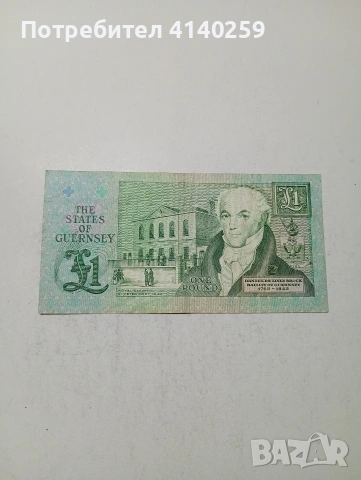 Потребител 4140259
THE
STATES
OF
GUERNSEY
£1
£1
ONE
POUND
DANIEL DE LISLE BROCK
BAILIFF OF GUERNSEY
1762-1842
BAZAR